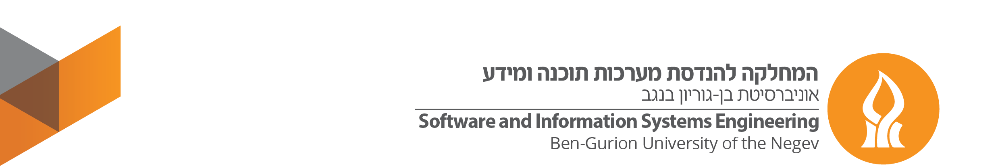 המחלקה להנדסת מערכות תוכנה ומידע
אוניברסיטת בן-גוריון בנגב
Software and Information Systems Engineering
Ben-Gurion University of the Negev